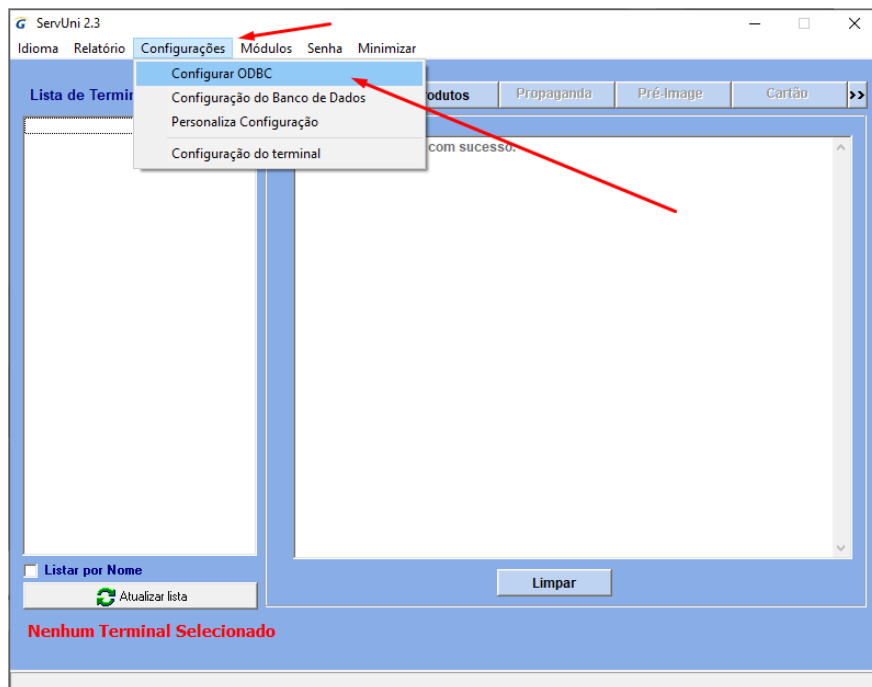 G ServUni 2.3
Idioma Relatório Configurações Módulos Senha Minimizar
Configurar ODBC
Configuração do Banco de Dados
Personaliza Configuração
Configuração do terminal
Lista de Termin
odutos Propaganda Pré-Image Cartão >>
com sucesso.
Listar por Nome
Atualizar lista
Limpar
Nenhum Terminal Selecionado